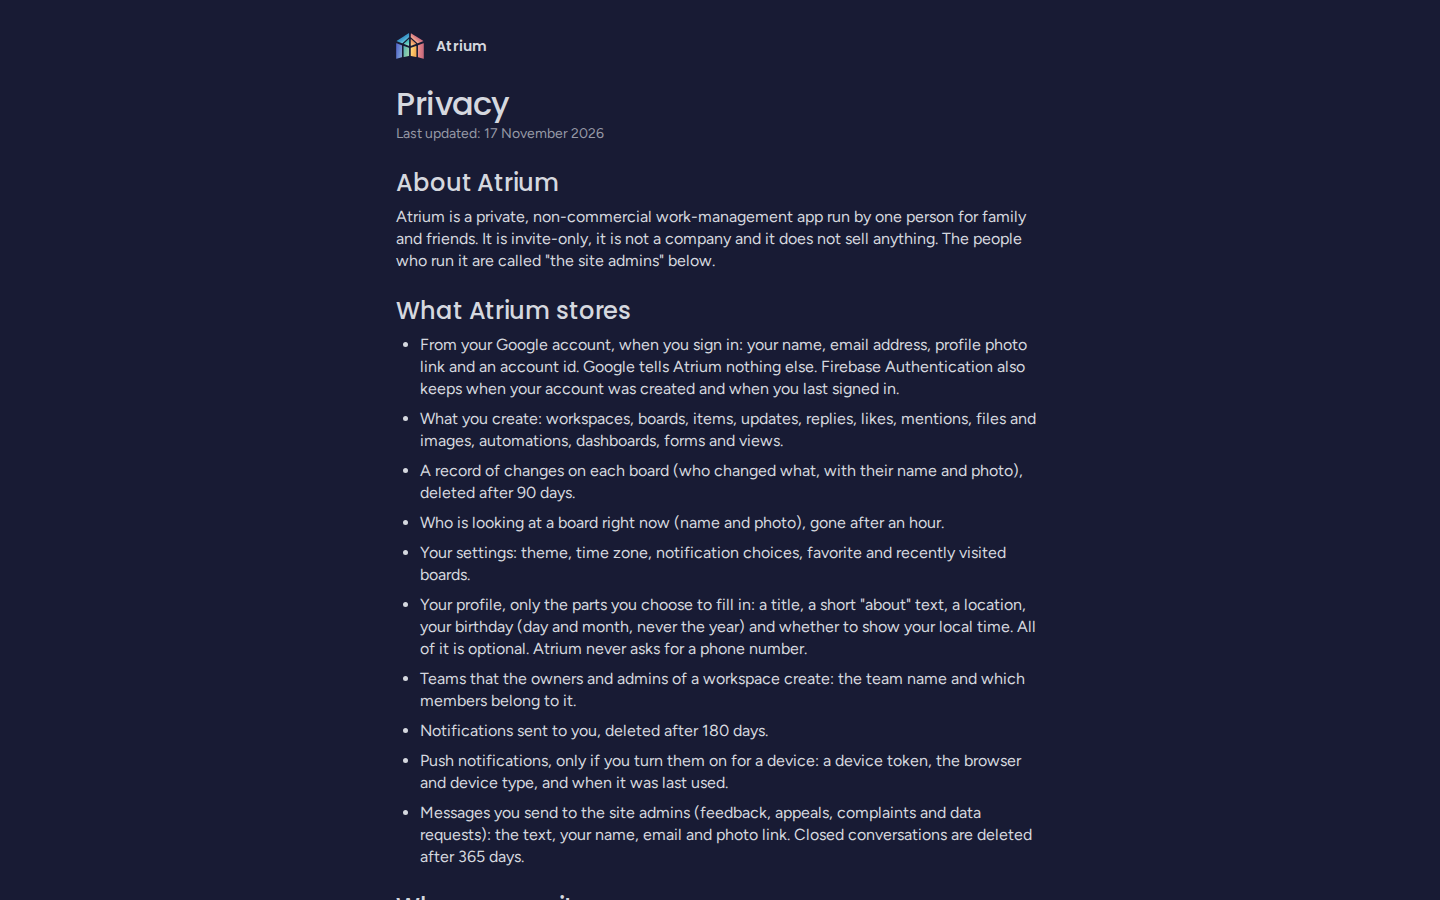 Atrium
Privacy
Last updated: 17 November 2026
About Atrium
Atrium is a private, non-commercial work-management app run by one person for family
and friends. It is invite-only, it is not a company and it does not sell anything. The people
who run it are called "the site admins" below.
What Atrium stores
• From your Google account, when you sign in: your name, email address, profile photo
link and an account id. Google tells Atrium nothing else. Firebase Authentication also
keeps when your account was created and when you last signed in.
• What you create: workspaces, boards, items, updates, replies, likes, mentions, files and
images, automations, dashboards, forms and views.
• A record of changes on each board (who changed what, with their name and photo),
deleted after 90 days.
• Who is looking at a board right now (name and photo), gone after an hour.
• Your settings: theme, time zone, notification choices, favorite and recently visited
boards.
• Your profile, only the parts you choose to fill in: a title, a short "about" text, a location,
your birthday (day and month, never the year) and whether to show your local time. All
of it is optional. Atrium never asks for a phone number.
• Teams that the owners and admins of a workspace create: the team name and which
members belong to it.
• Notifications sent to you, deleted after 180 days.
• Push notifications, only if you turn them on for a device: a device token, the browser
and device type, and when it was last used.
• Messages you send to the site admins (feedback, appeals, complaints and data
requests): the text, your name, email and photo link. Closed conversations are deleted
after 365 days.